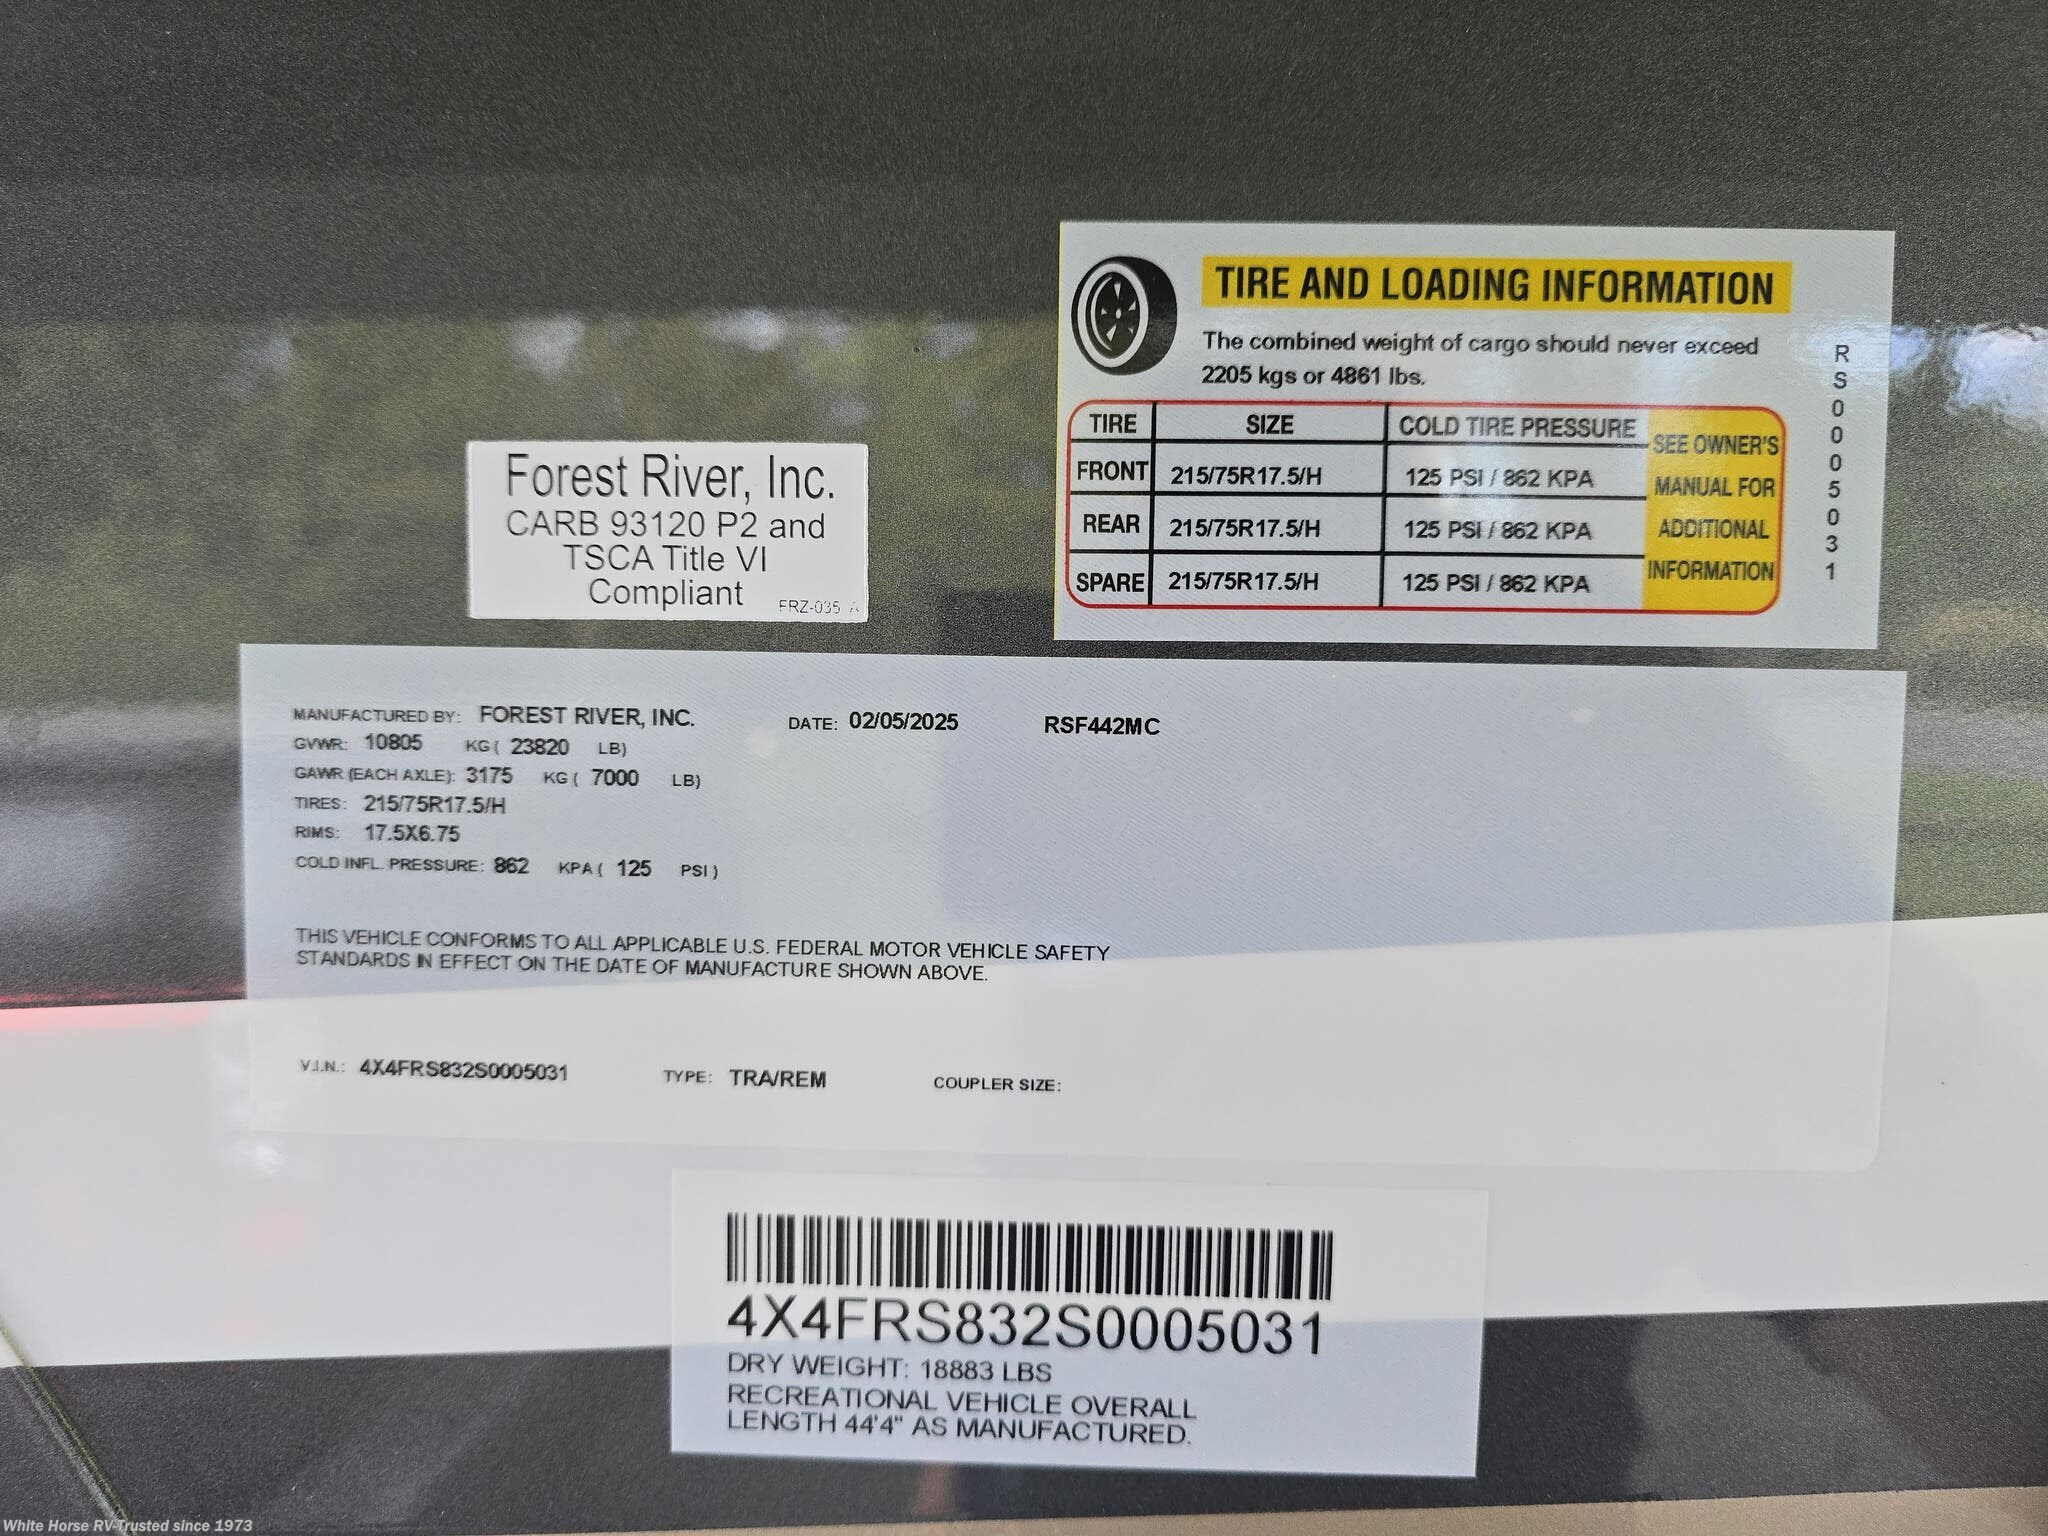 TIRE AND LOADING INFORMATION
The combined weight of cargo should never exceed
2205 kgs or 4861 lbs.
TIRE SIZE COLD TIRE PRESSURE
FRONT 215/75R17.5/H 125 PSI / 862 KPA
REAR 215/75R17.5/H 125 PSI / 862 KPA
SPARE 215/75R17.5/H 125 PSI / 862 KPA
SEE OWNER'S
MANUAL FOR
ADDITIONAL
INFORMATION
RS0005031
Forest River, Inc.
CARB 93120 P2 and
TSCA Title VI
Compliant
FRZ-035 A
MANUFACTURED BY: FOREST RIVER, INC. DATE: 02/05/2025 RSF442MC
GVWR: 10805 KG ( 23820 LB)
GAWR (EACH AXLE): 3175 KG ( 7000 LB)
TIRES: 215/75R17.5/H
RIMS: 17.5X6.75
COLD INFL. PRESSURE: 862 KPA ( 125 PSI )
THIS VEHICLE CONFORMS TO ALL APPLICABLE U.S. FEDERAL MOTOR VEHICLE SAFETY
STANDARDS IN EFFECT ON THE DATE OF MANUFACTURE SHOWN ABOVE.
V.I.N.: 4X4FRS832S0005031 TYPE: TRA/REM COUPLER SIZE:
4X4FRS832S0005031
DRY WEIGHT: 18883 LBS
RECREATIONAL VEHICLE OVERALL
LENGTH 44'4" AS MANUFACTURED.
White Horse RV-Trusted since 1973